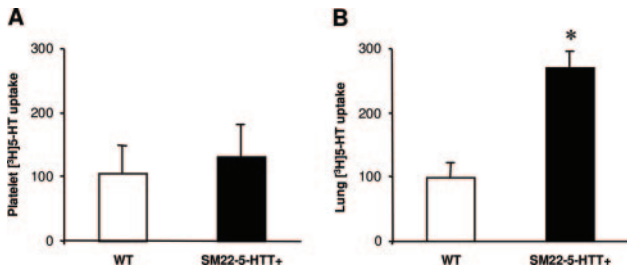 A
B
Platelet [³H]5-HT uptake
300
200
100
0
WT
SM22-5-HTT+
Lung [³H]5-HT uptake
300
200
100
0
*
WT
SM22-5-HTT+